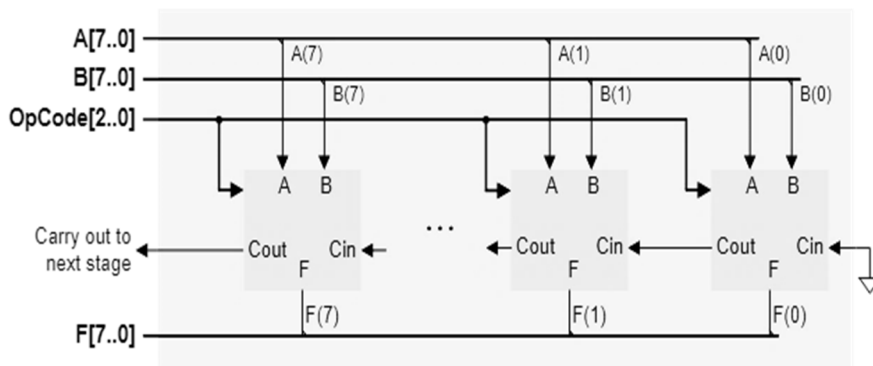 A[7..0]
A(7)
A(1)
A(0)
B[7..0]
B(7)
B(1)
B(0)
OpCode[2..0]
A B
A B
A B
Carry out to
next stage
Cout Cin
...
Cout Cin
Cout Cin
F
F
F
F(7)
F(1)
F(0)
F[7..0]